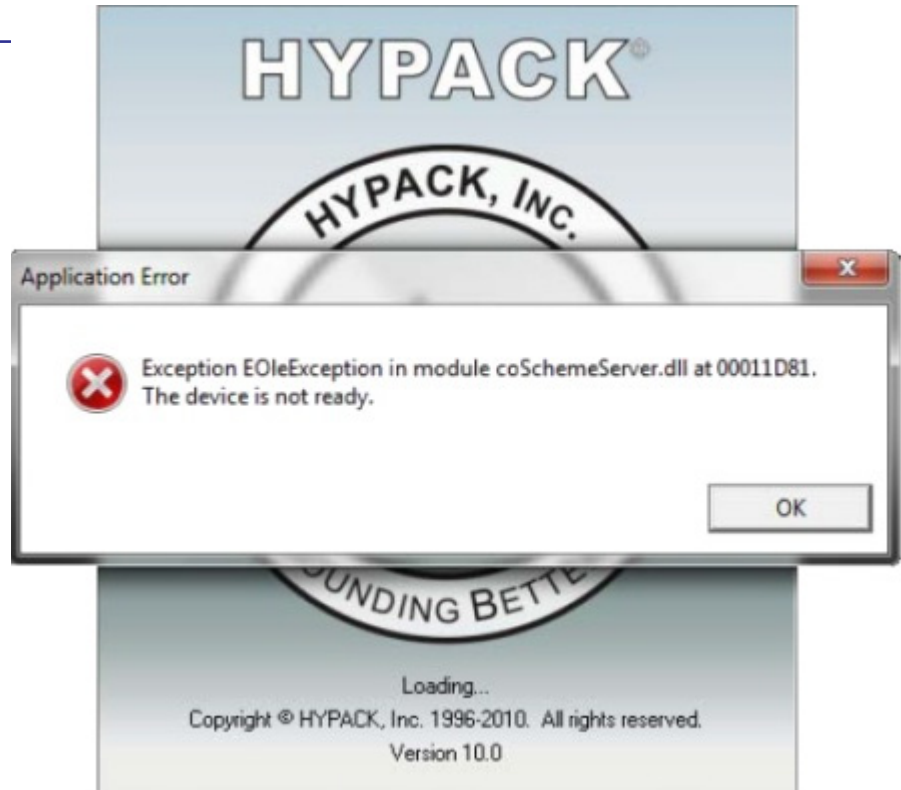 HYPACK®
HYPACK, INC.
Application Error
Exception EOleException in module coSchemeServer.dll at 00011D81.
The device is not ready.
OK
BETTE
Loading...
Copyright © HYPACK, Inc. 1996-2010. All rights reserved.
Version 10.0